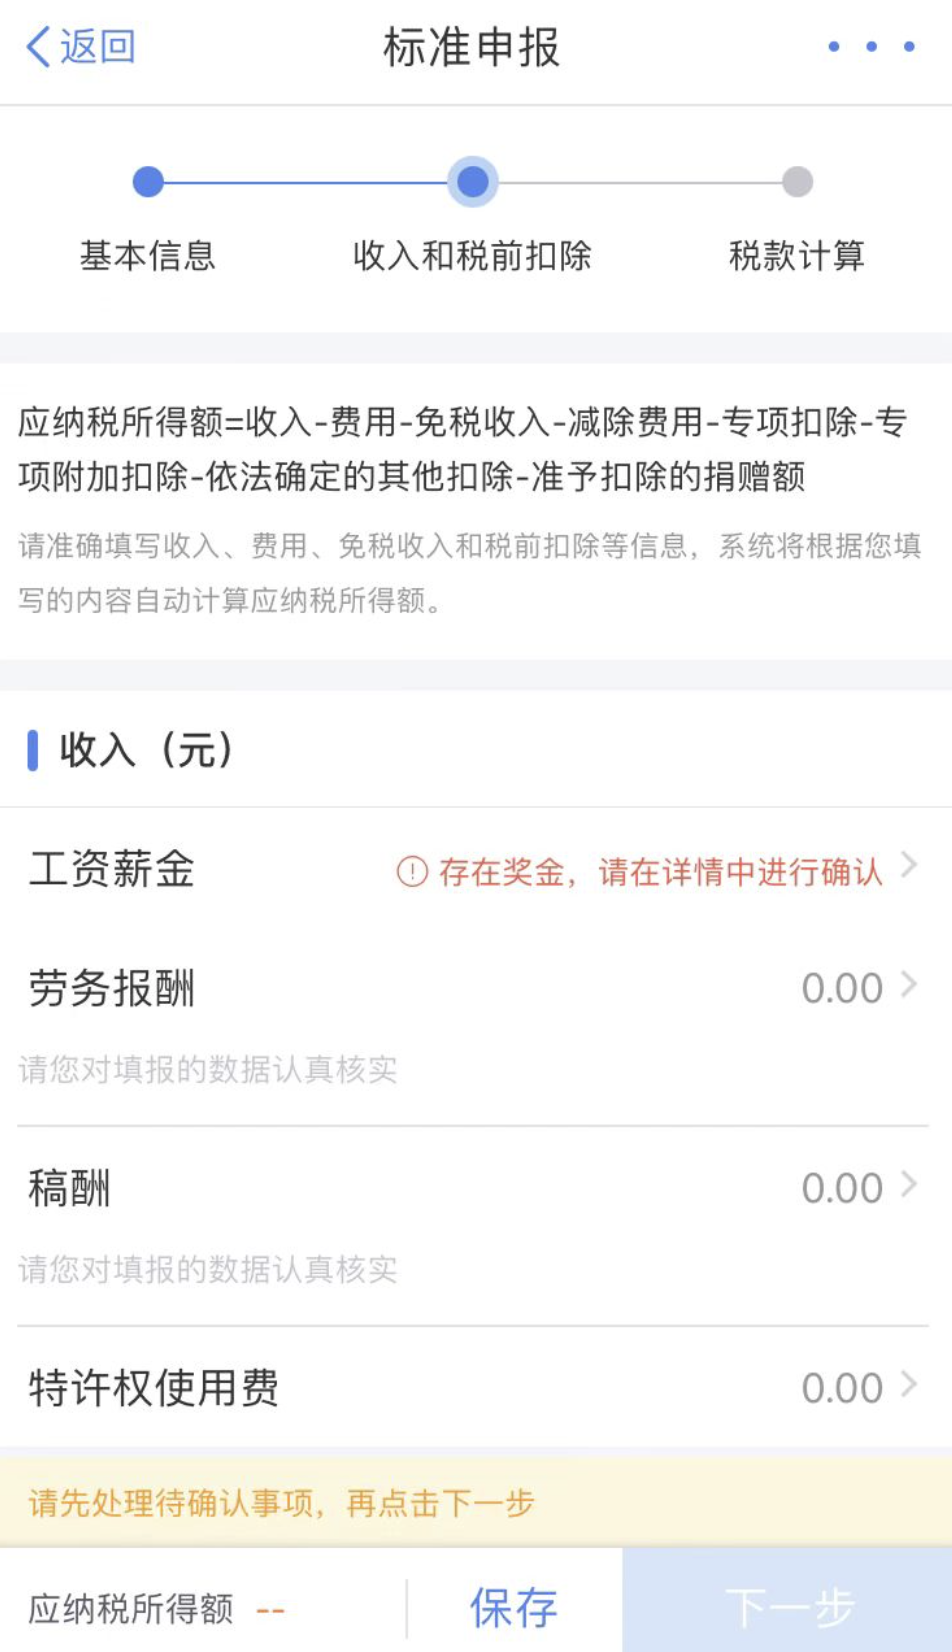 返回
标准申报
基本信息
收入和税前扣除
税款计算
应纳税所得额=收入-费用-免税收入-减除费用-专项扣除-专
项附加扣除-依法确定的其他扣除-准予扣除的捐赠额
请准确填写收入、费用、免税收入和税前扣除等信息，系统将根据您填
写的内容自动计算应纳税所得额。
收入（元）
工资薪金
存在奖金，请在详情中进行确认
劳务报酬
0.00
请您对填报的数据认真核实
稿酬
0.00
请您对填报的数据认真核实
特许权使用费
0.00
请先处理待确认事项，再点击下一步
应纳税所得额 --
保存
下一步